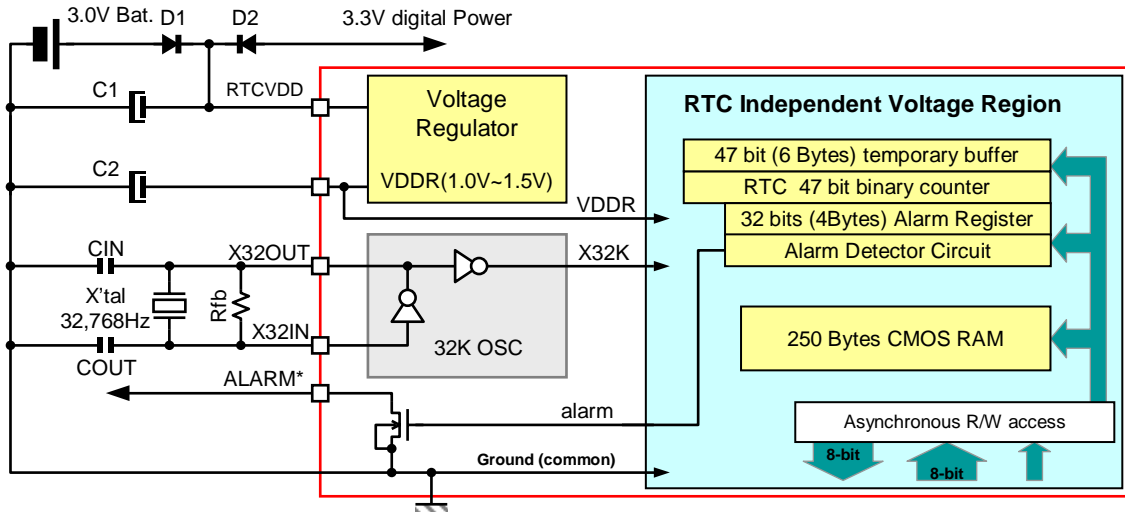 3.0V Bat.
D1
D2
3.3V digital Power
C1
RTCVDD
Voltage
Regulator
VDDR(1.0V~1.5V)
RTC Independent Voltage Region
47 bit (6 Bytes) temporary buffer
RTC 47 bit binary counter
32 bits (4Bytes) Alarm Register
Alarm Detector Circuit
C2
VDDR
CIN
X32OUT
X32K
X'tal
32,768Hz
Rfb
X32IN
32K OSC
COUT
250 Bytes CMOS RAM
ALARM*
alarm
Asynchronous R/W access
8-bit
8-bit
Ground (common)